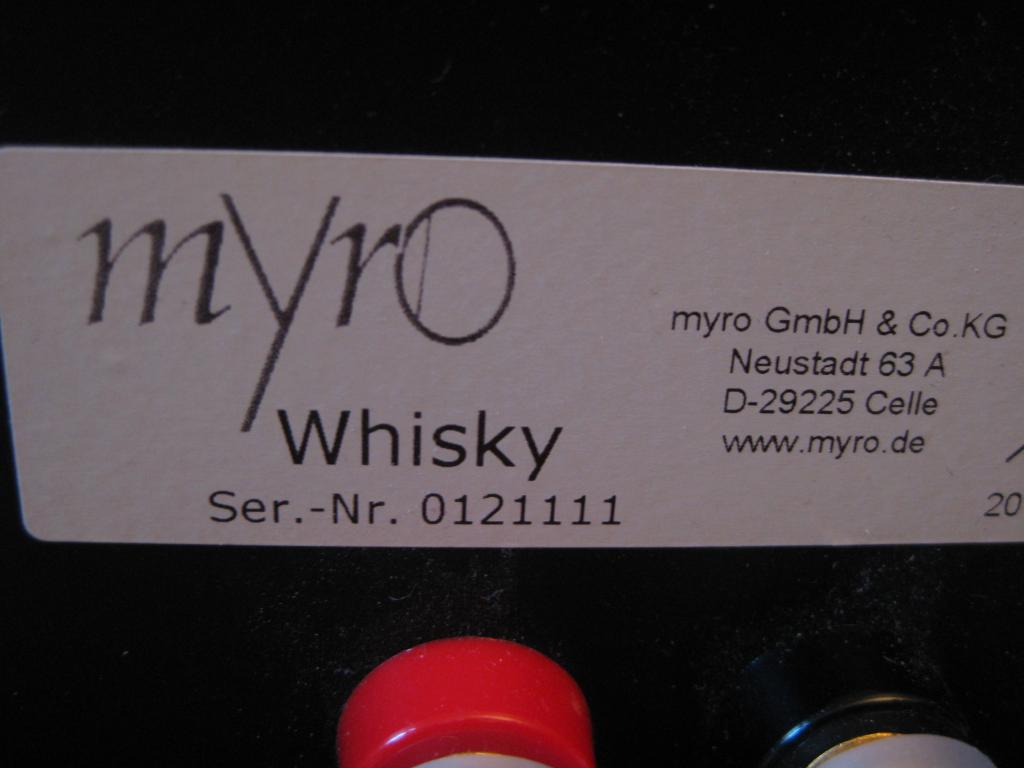 myro
Whisky
Ser.-Nr. 0121111
myro GmbH & Co.KG
Neustadt 63 A
D-29225 Celle
www.myro.de
20